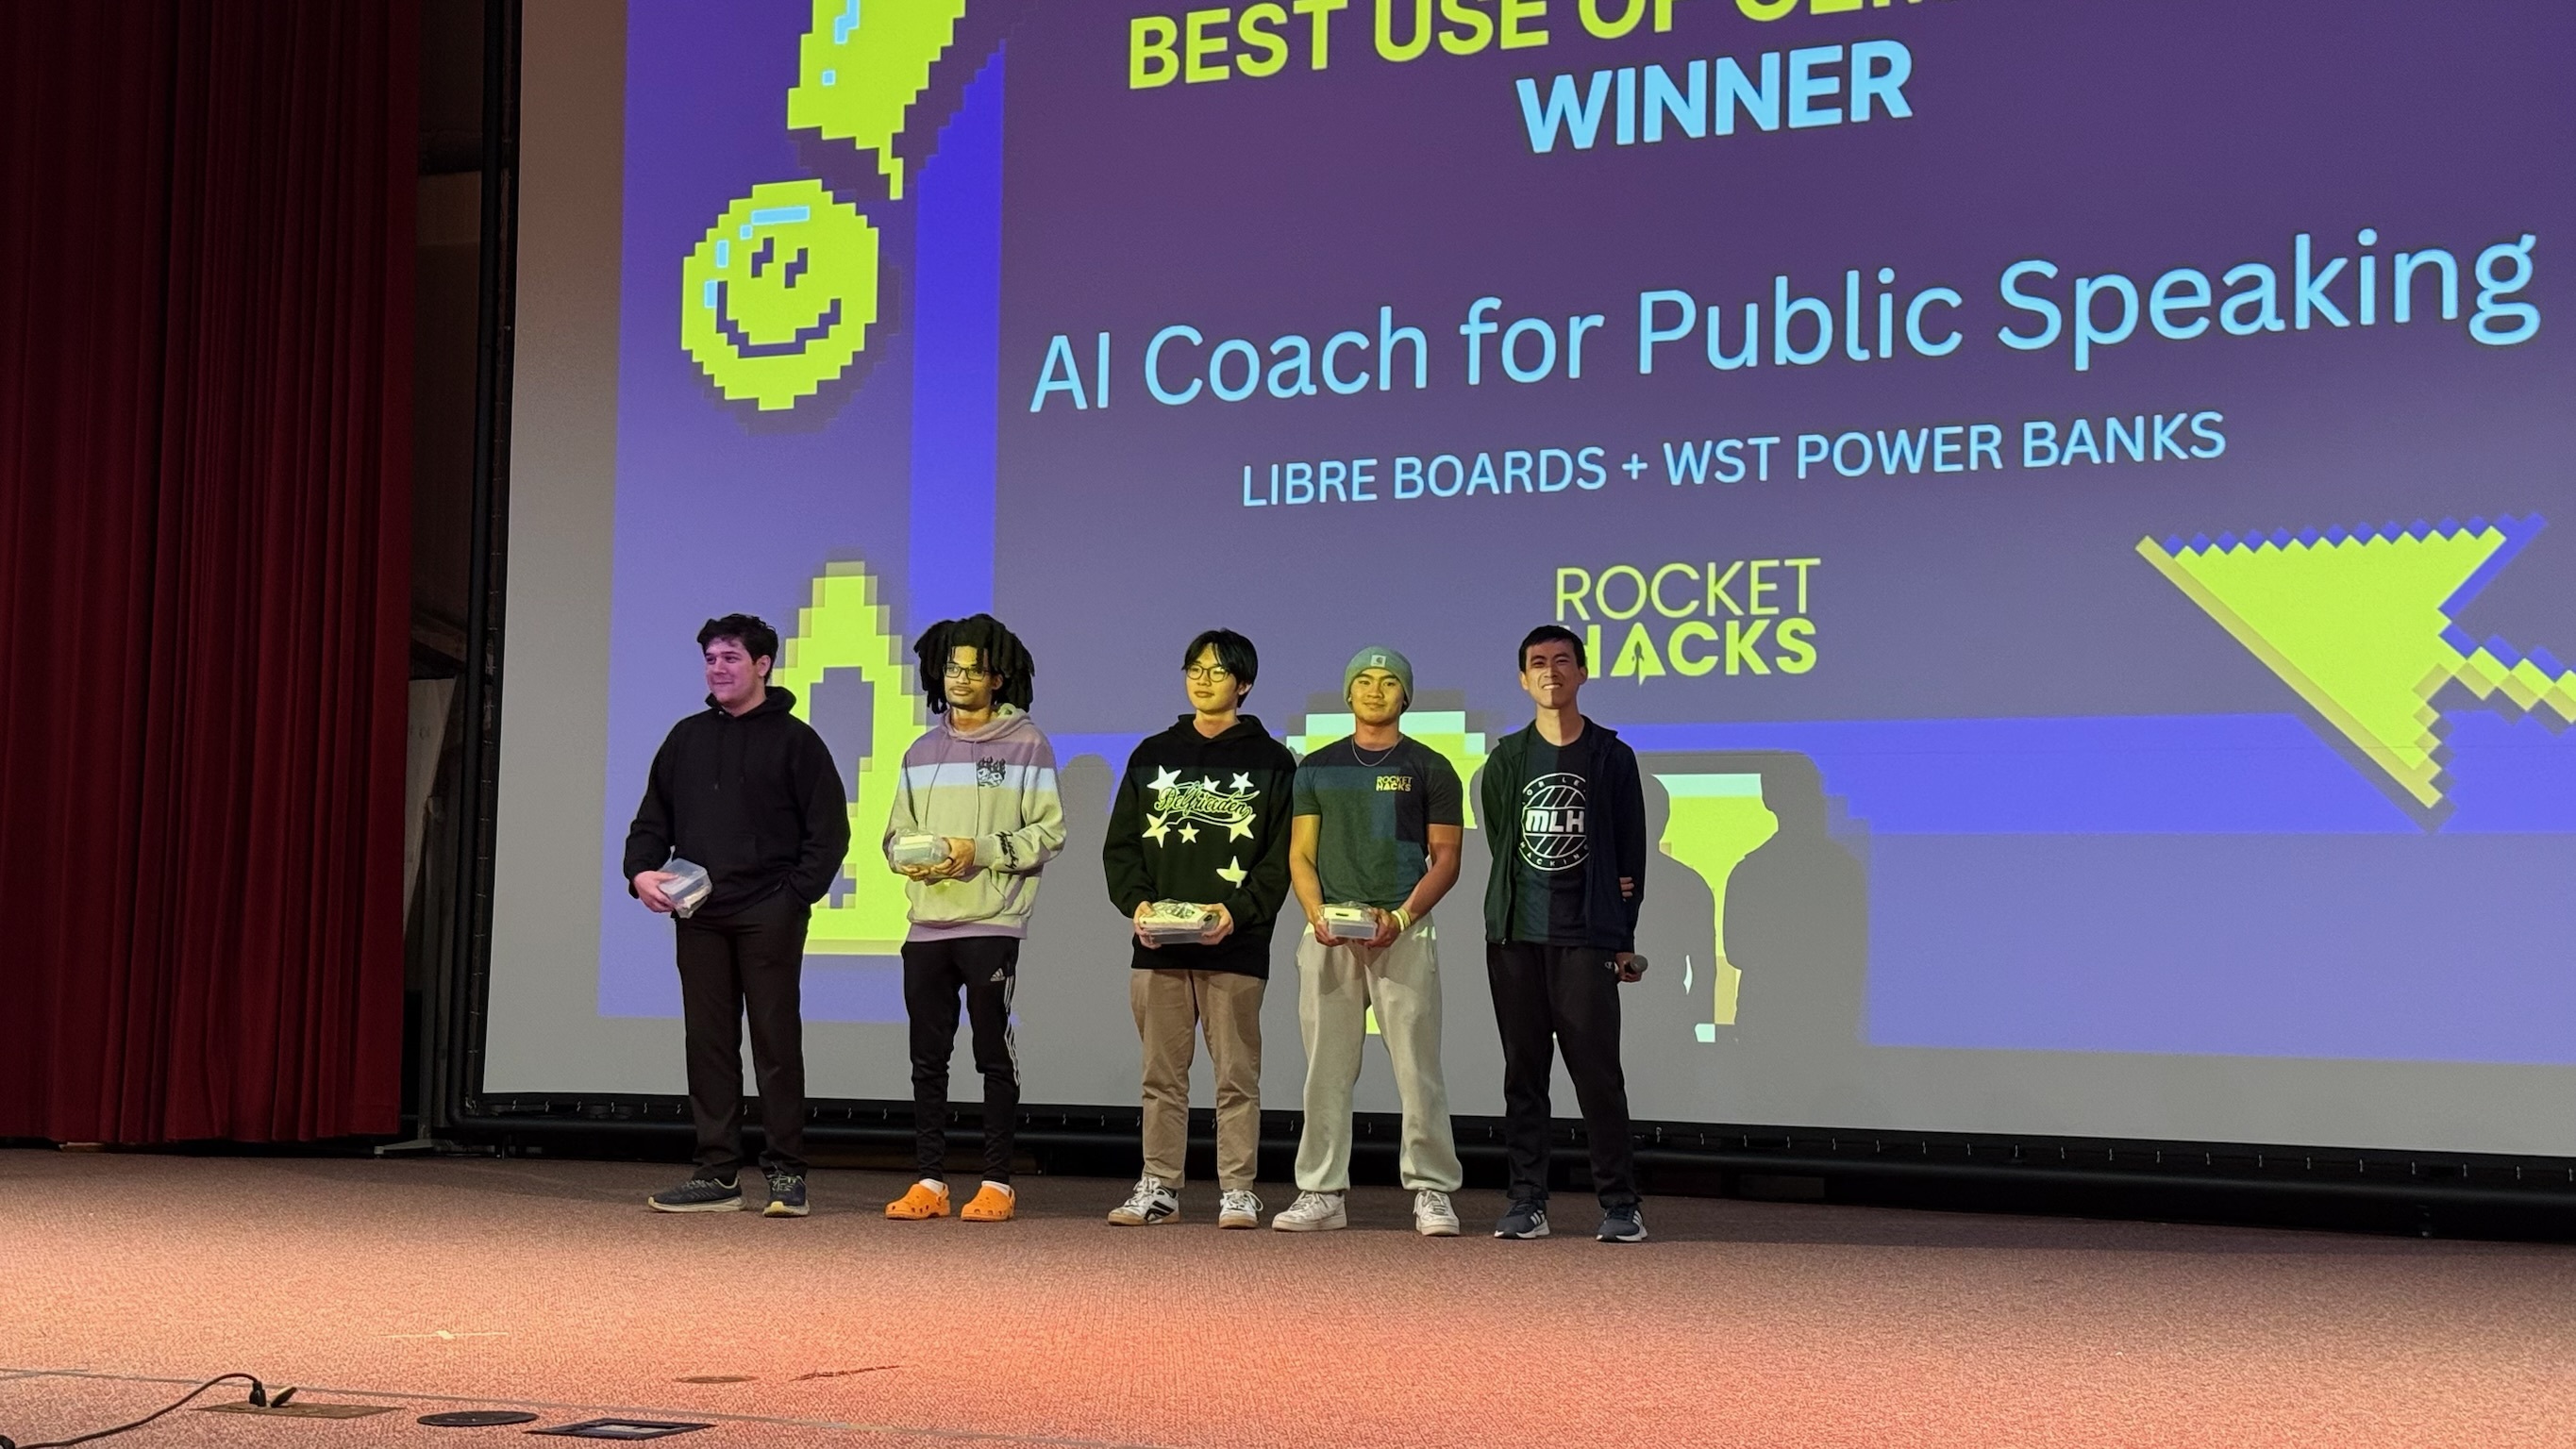 BEST USE OF
WINNER
AI Coach for Public Speaking
LIBRE BOARDS + WST POWER BANKS
ROCKET
HACKS
ROCKET
HACKS
MLH